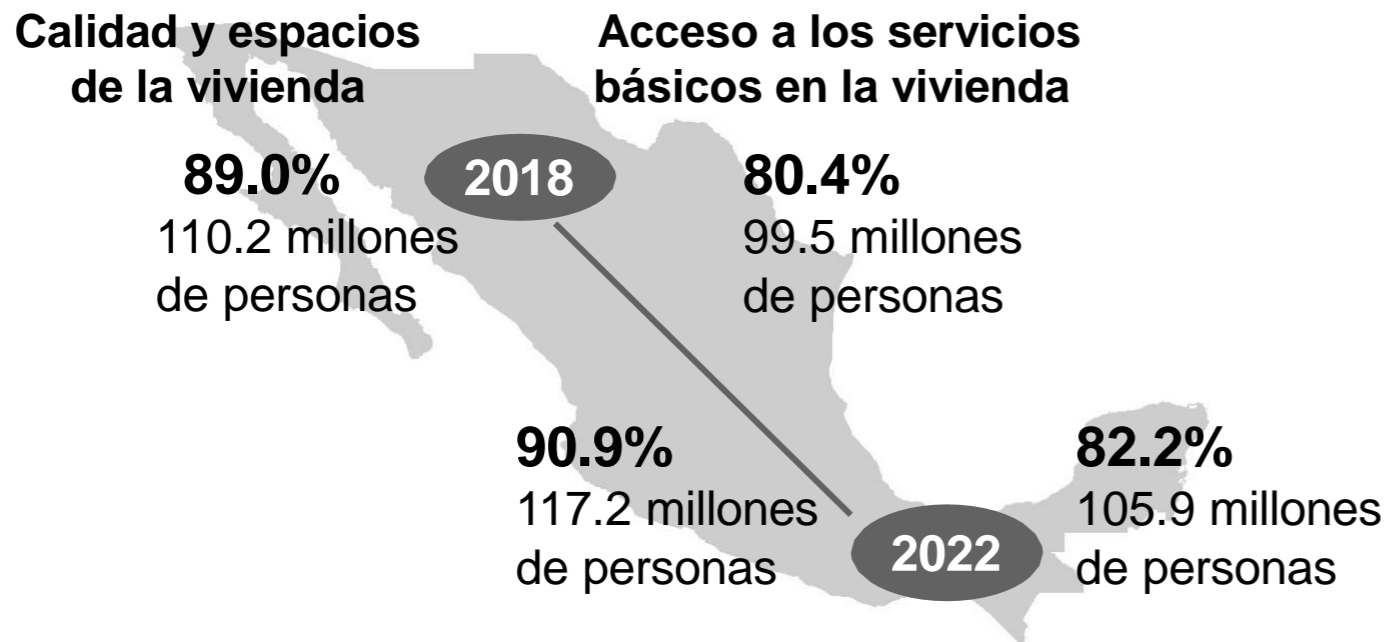 Calidad y espacios
de la vivienda
Acceso a los servicios
básicos en la vivienda
89.0%
110.2 millones
de personas
2018
80.4%
99.5 millones
de personas
90.9%
117.2 millones
de personas
2022
82.2%
105.9 millones
de personas